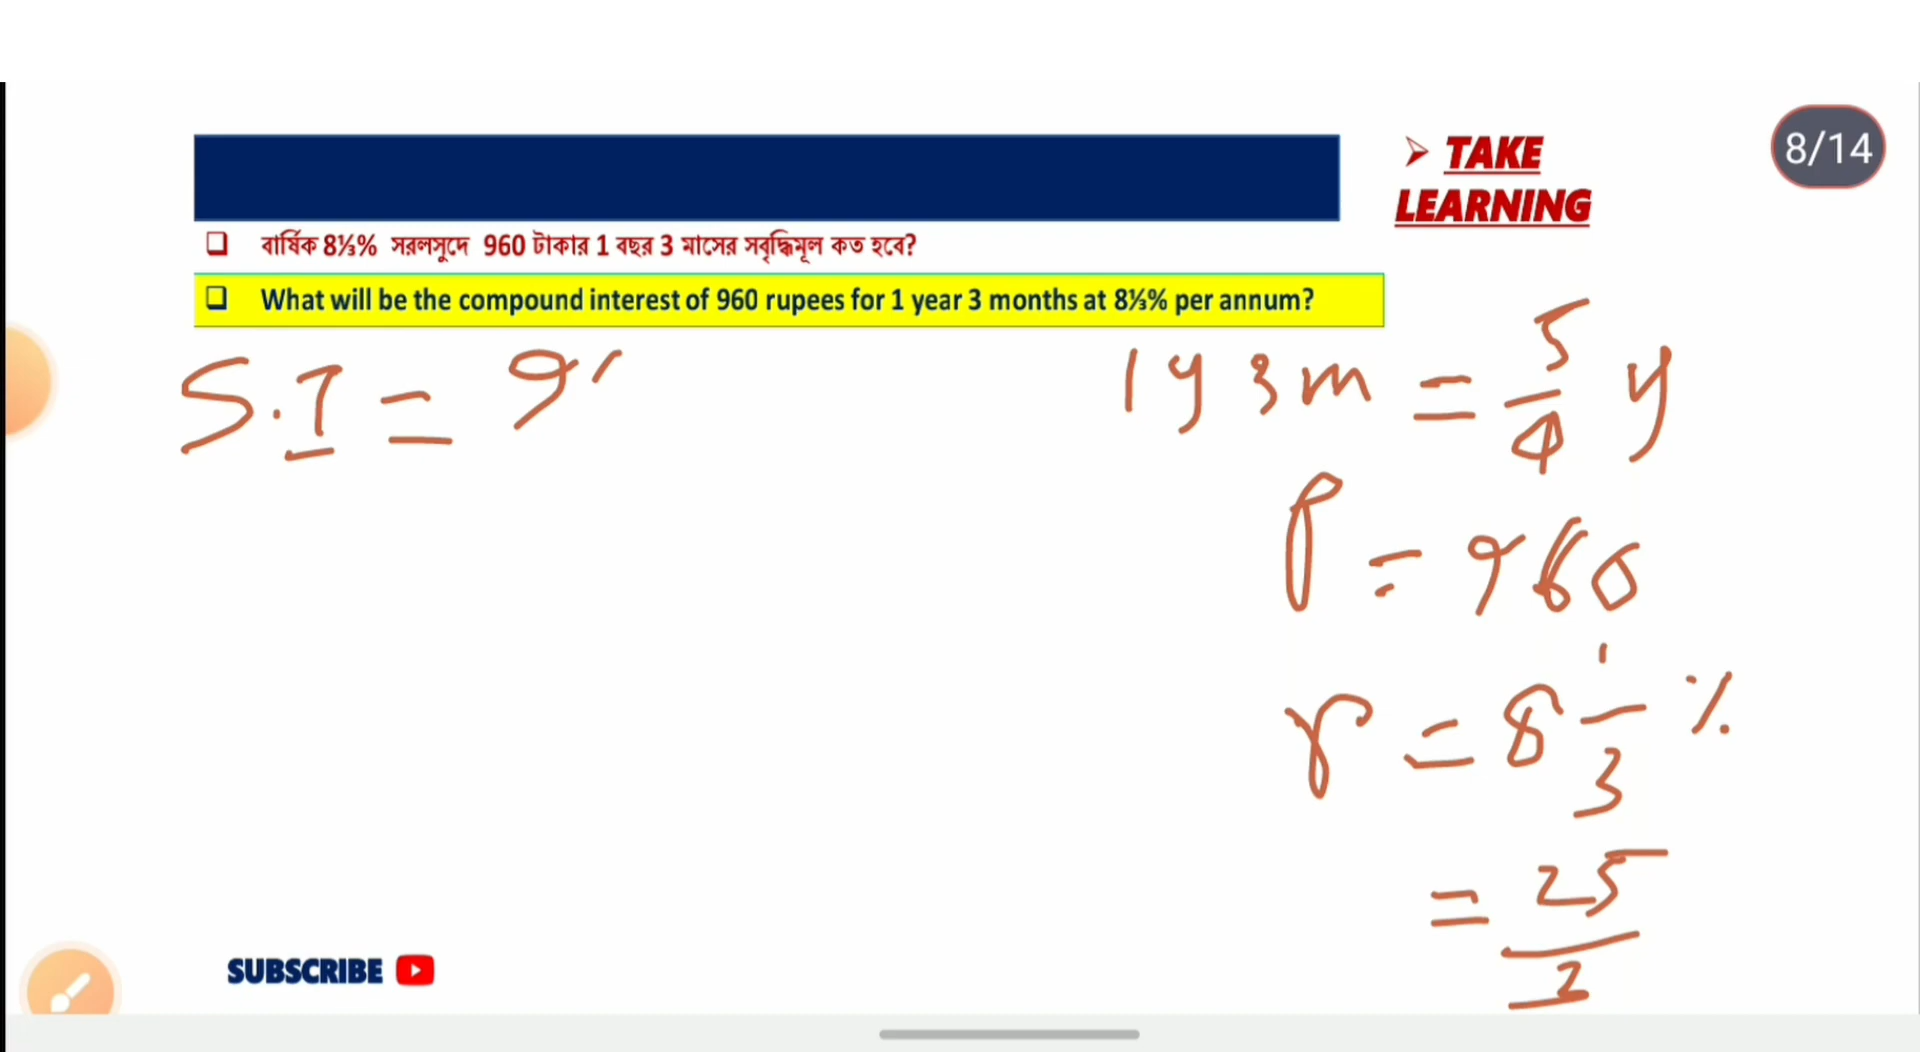 TAKE
LEARNING
8/14
বার্ষিক 8⅓% সরলসুদে 960 টাকার 1 বছর 3 মাসের সবৃদ্ধিমূল কত হবে?
What will be the compound interest of 960 rupees for 1 year 3 months at 8⅓% per annum?
S.I = 9
1 y 3 m = 5/4 y
P = 960
r = 8 1/3 %
= 25/3
SUBSCRIBE